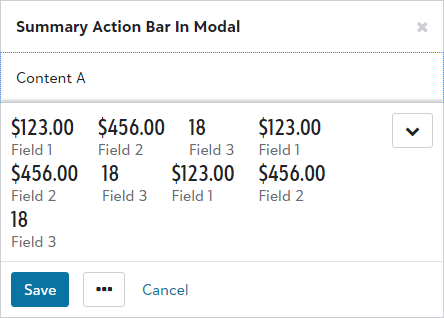 Summary Action Bar In Modal
Content A
$123.00 $456.00 18 $123.00
Field 1 Field 2 Field 3 Field 1
$456.00 18 $123.00 $456.00
Field 2 Field 3 Field 1 Field 2
18
Field 3
Save ••• Cancel